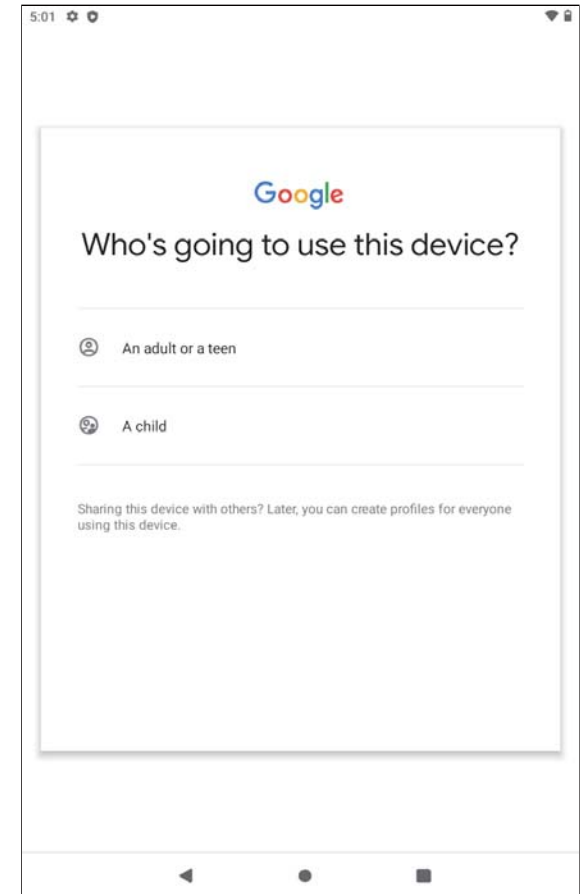 5:01
Google
Who's going to use this device?
An adult or a teen
A child
Sharing this device with others? Later, you can create profiles for everyone
using this device.